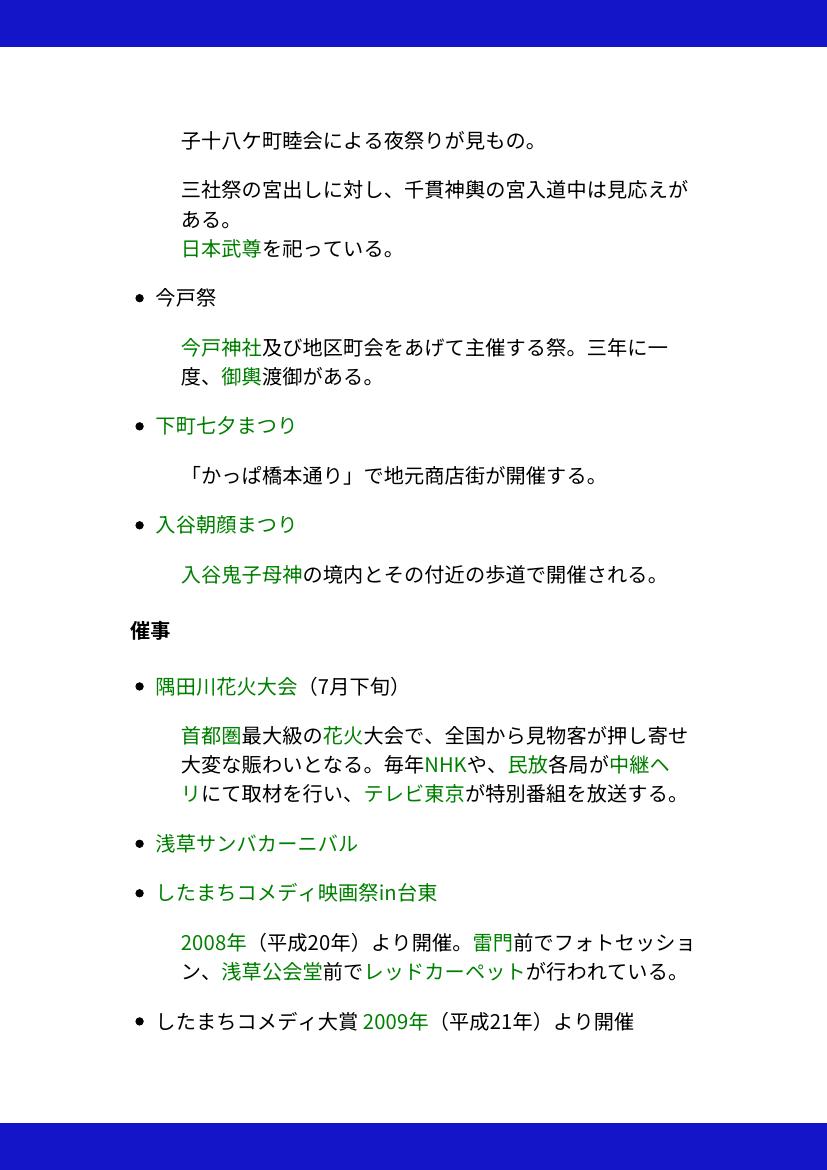 子十八ケ町睦会による夜祭りが見もの。
三社祭の宮出しに対し、千貫神輿の宮入道中は見応えが
ある。
日本武尊を祀っている。
• 今戸祭
今戸神社及び地区町会をあげて主催する祭。三年に一
度、御輿渡御がある。
• 下町七夕まつり
「かっぱ橋本通り」で地元商店街が開催する。
• 入谷朝顔まつり
入谷鬼子母神の境内とその付近の歩道で開催される。
催事
• 隅田川花火大会（7月下旬）
首都圏最大級の花火大会で、全国から見物客が押し寄せ
大変な賑わいとなる。毎年NHKや、民放各局が中継ヘ
リにて取材を行い、テレビ東京が特別番組を放送する。
• 浅草サンバカーニバル
• したまちコメディ映画祭in台東
2008年（平成20年）より開催。雷門前でフォトセッショ
ン、浅草公会堂前でレッドカーペットが行われている。
• したまちコメディ大賞 2009年（平成21年）より開催